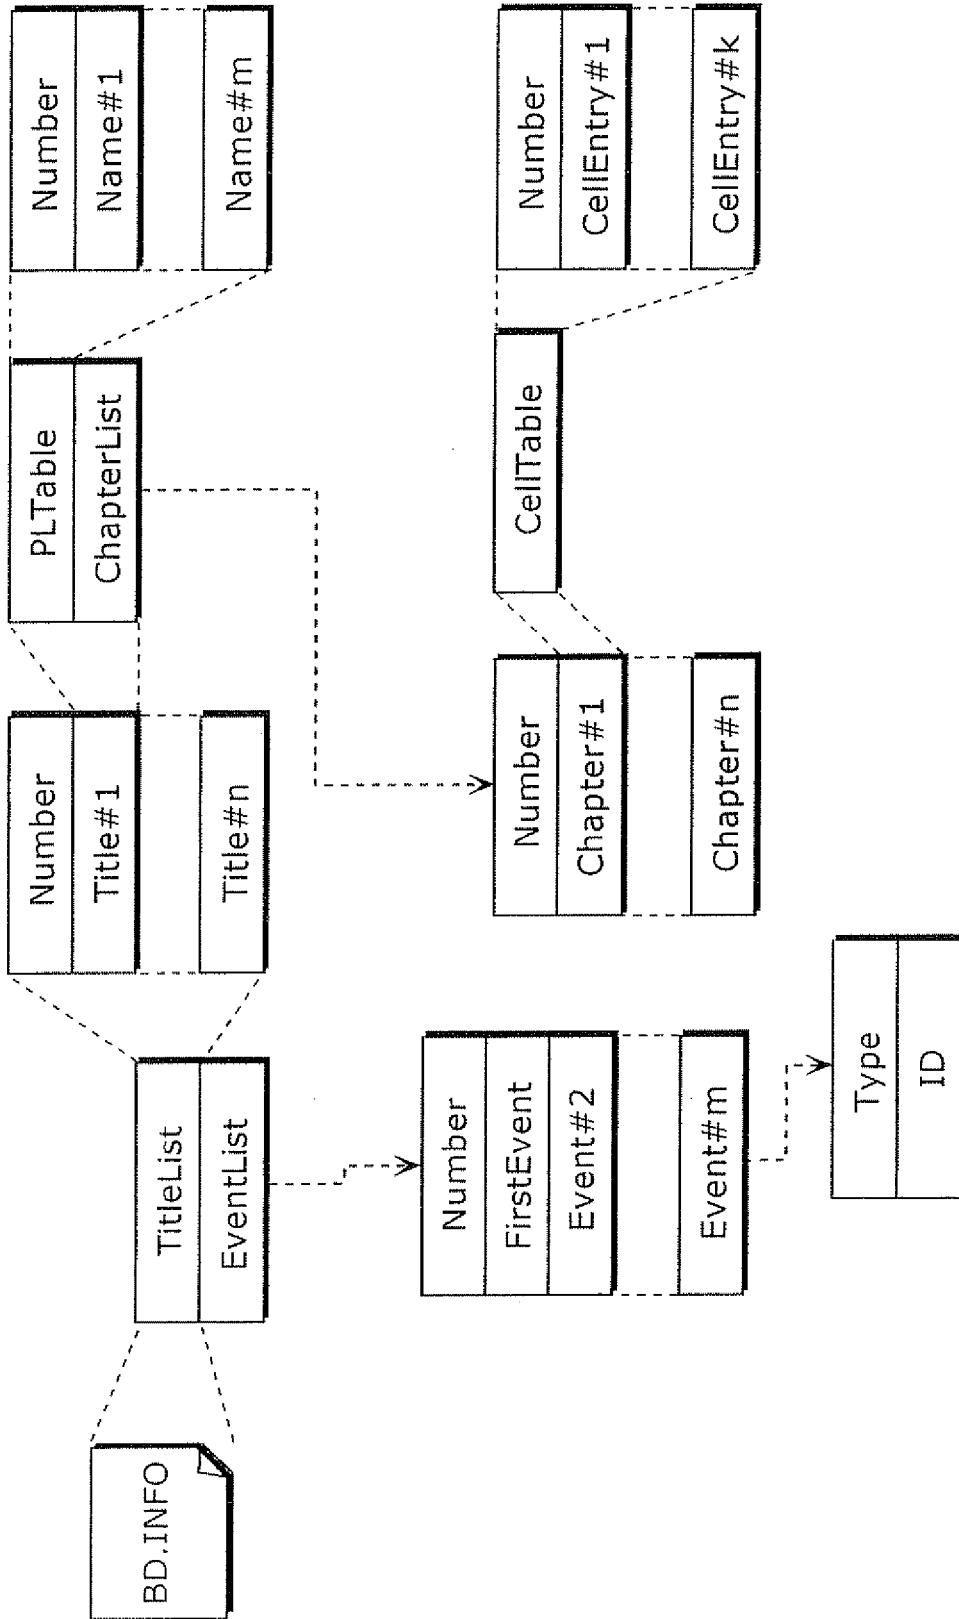 BD.INFO
TitleList
EventList
Number
Title#1
Title#n
PLTable
ChapterList
Number
Name#1
Name#m
Number
FirstEvent
Event#2
Event#m
Type
ID
Number
Chapter#1
Chapter#n
CellTable
Number
CellEntry#1
CellEntry#k